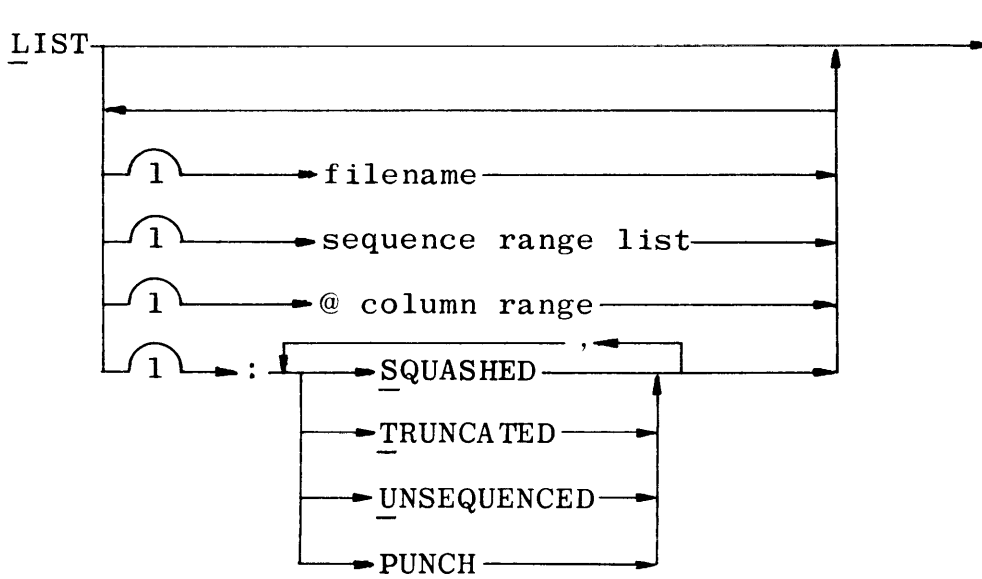 LIST
1 filename
1 sequence range list
1 @ column range
,
1 : SQUASHED
TRUNCATED
UNSEQUENCED
PUNCH